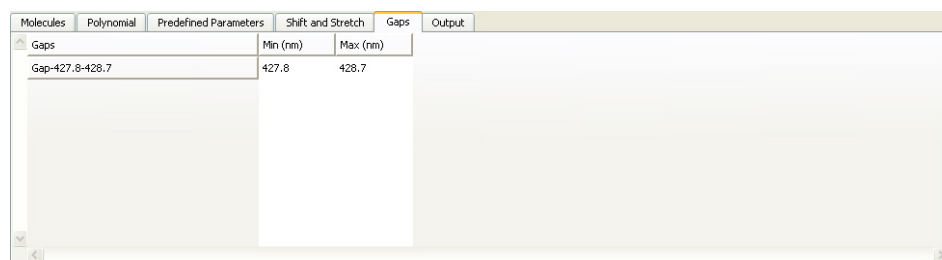 Molecules Polynomial Predefined Parameters Shift and Stretch Gaps Output
Gaps Min (nm) Max (nm)
Gap-427.8-428.7 427.8 428.7